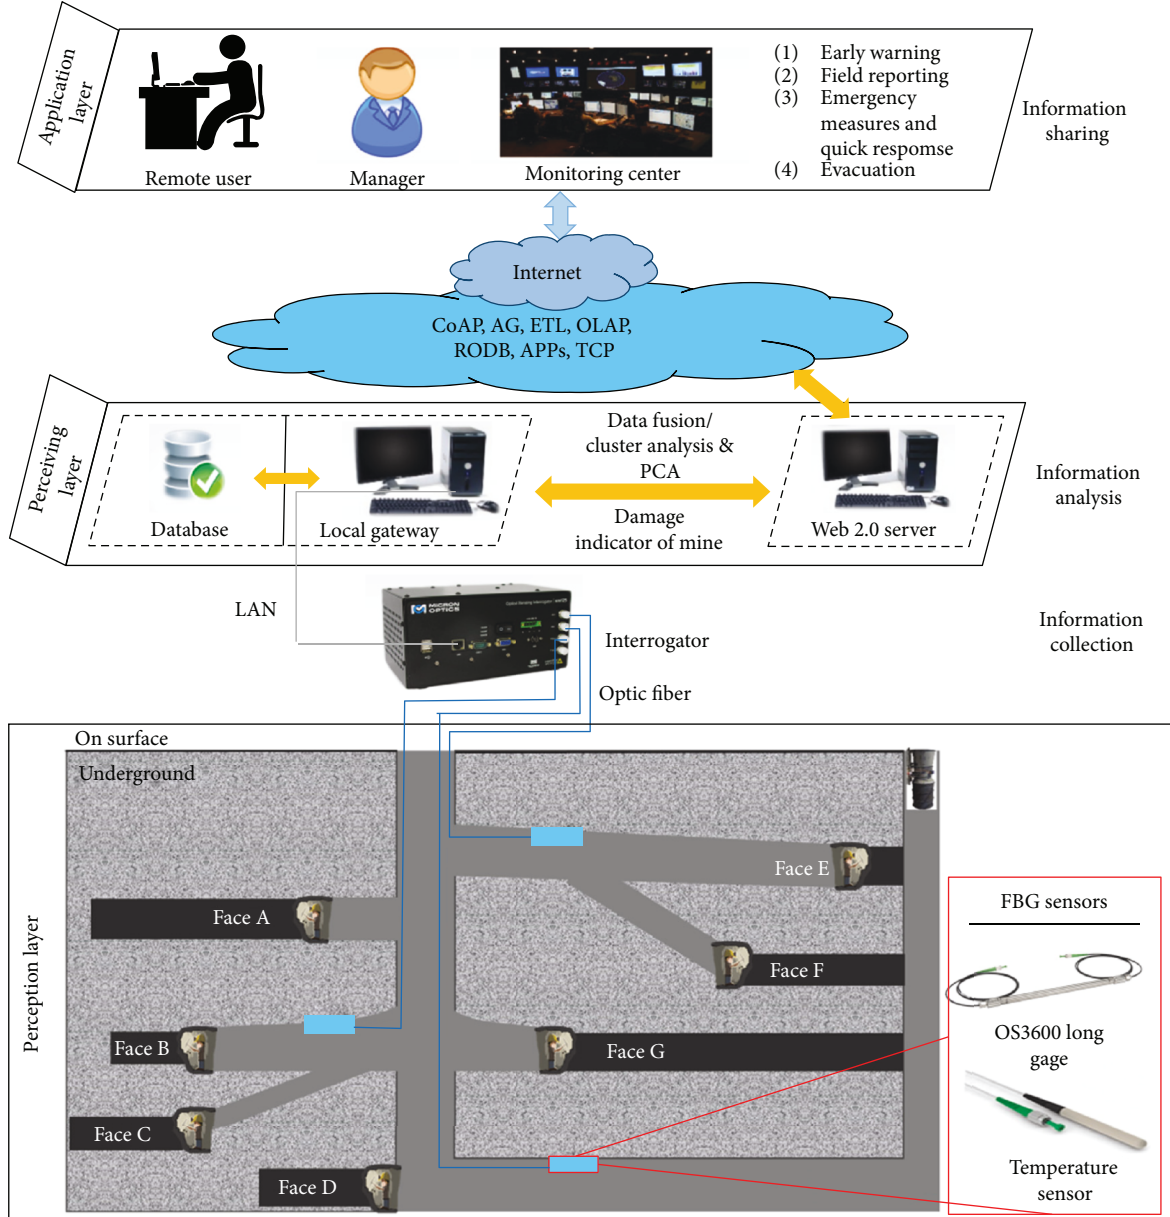 Application
layer
Remote user
Manager
Monitoring center
(1) Early warning
(2) Field reporting
(3) Emergency
measures and
quick respomse
(4) Evacuation
Information
sharing
Internet
CoAP, AG, ETL, OLAP,
RODB, APPs, TCP
Perceiving
layer
Database
Local gateway
Data fusion/
cluster analysis &
PCA
Damage
indicator of mine
Web 2.0 server
Information
analysis
LAN
MICRON
OPTICS
Interrogator
Optic fiber
Information
collection
Perception layer
On surface
Underground
Face A
Face B
Face C
Face D
Face E
Face F
Face G
FBG sensors
OS3600 long
gage
Temperature
sensor